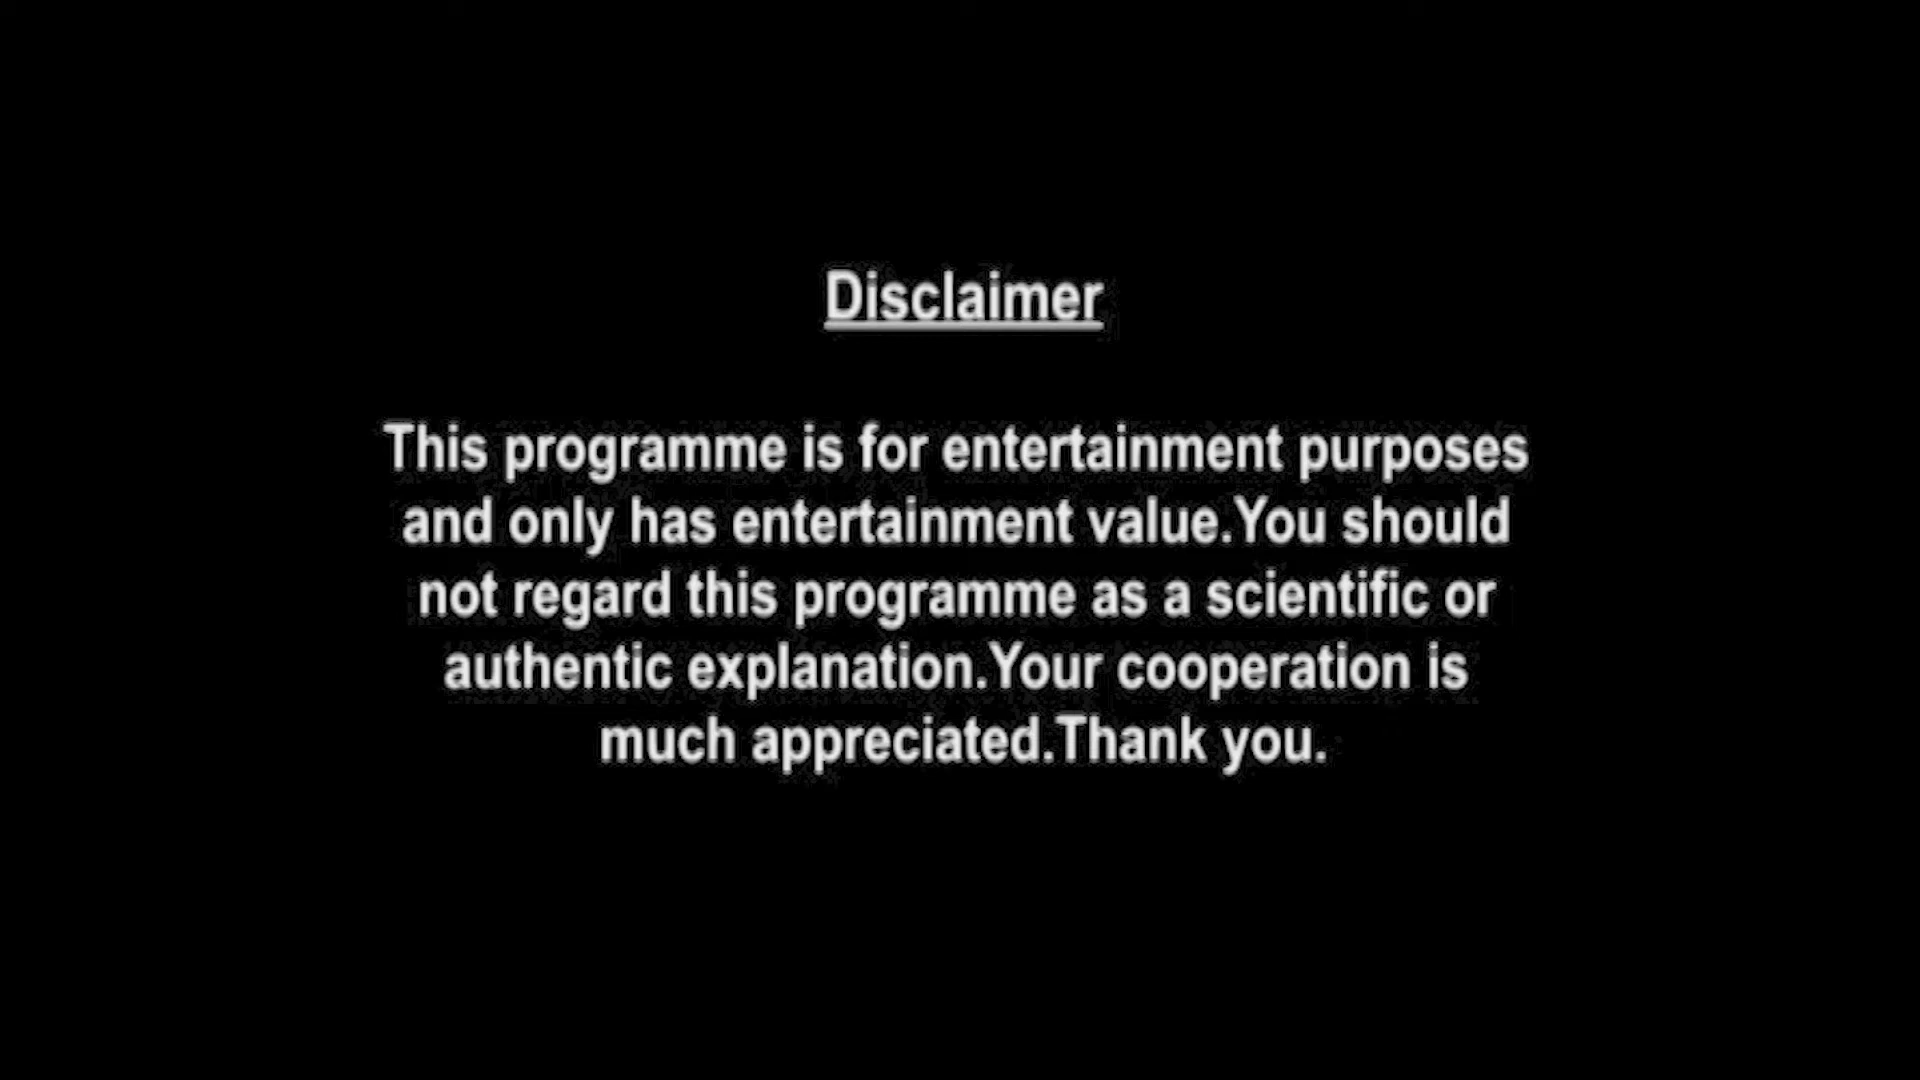 Disclaimer
This programme is for entertainment purposes
and only has entertainment value.You should
not regard this programme as a scientific or
authentic explanation.Your cooperation is
much appreciated.Thank you.